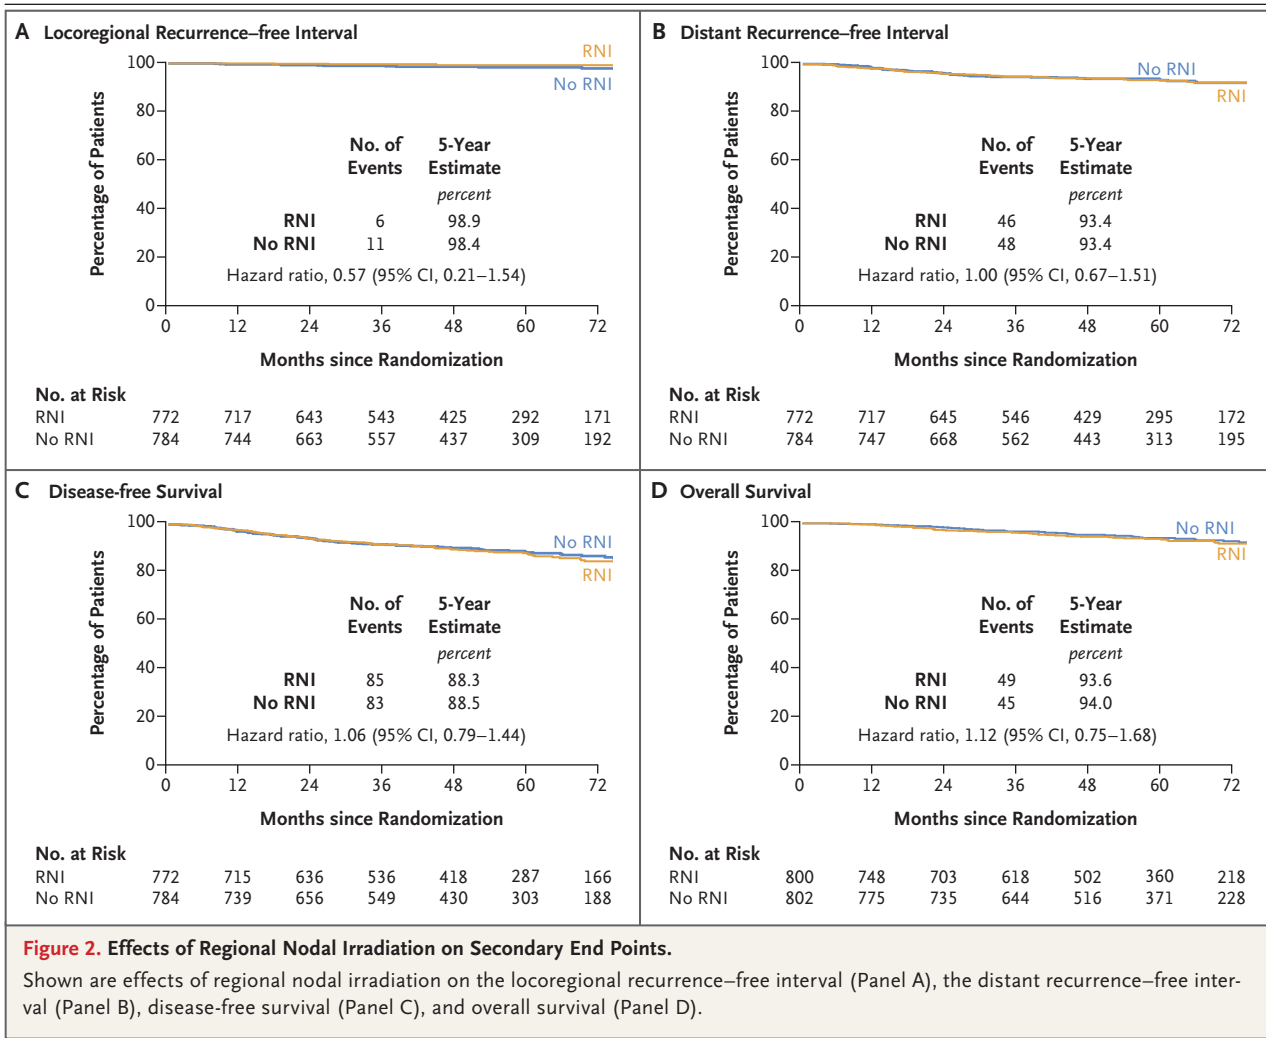 A Locoregional Recurrence–free Interval
100
80
60
40
20
0
Percentage of Patients
RNI
No RNI
No. of Events
5-Year Estimate
percent
RNI 6 98.9
No RNI 11 98.4
Hazard ratio, 0.57 (95% CI, 0.21–1.54)
0 12 24 36 48 60 72
Months since Randomization
No. at Risk
RNI 772 717 643 543 425 292 171
No RNI 784 744 663 557 437 309 192
B Distant Recurrence–free Interval
100
80
60
40
20
0
Percentage of Patients
No RNI
RNI
No. of Events
5-Year Estimate
percent
RNI 46 93.4
No RNI 48 93.4
Hazard ratio, 1.00 (95% CI, 0.67–1.51)
0 12 24 36 48 60 72
Months since Randomization
No. at Risk
RNI 772 717 645 546 429 295 172
No RNI 784 747 668 562 443 313 195
C Disease-free Survival
100
80
60
40
20
0
Percentage of Patients
No RNI
RNI
No. of Events
5-Year Estimate
percent
RNI 85 88.3
No RNI 83 88.5
Hazard ratio, 1.06 (95% CI, 0.79–1.44)
0 12 24 36 48 60 72
Months since Randomization
No. at Risk
RNI 772 715 636 536 418 287 166
No RNI 784 739 656 549 430 303 188
D Overall Survival
100
80
60
40
20
0
Percentage of Patients
No RNI
RNI
No. of Events
5-Year Estimate
percent
RNI 49 93.6
No RNI 45 94.0
Hazard ratio, 1.12 (95% CI, 0.75–1.68)
0 12 24 36 48 60 72
Months since Randomization
No. at Risk
RNI 800 748 703 618 502 360 218
No RNI 802 775 735 644 516 371 228
Figure 2. Effects of Regional Nodal Irradiation on Secondary End Points.
Shown are effects of regional nodal irradiation on the locoregional recurrence–free interval (Panel A), the distant recurrence–free inter-
val (Panel B), disease-free survival (Panel C), and overall survival (Panel D).